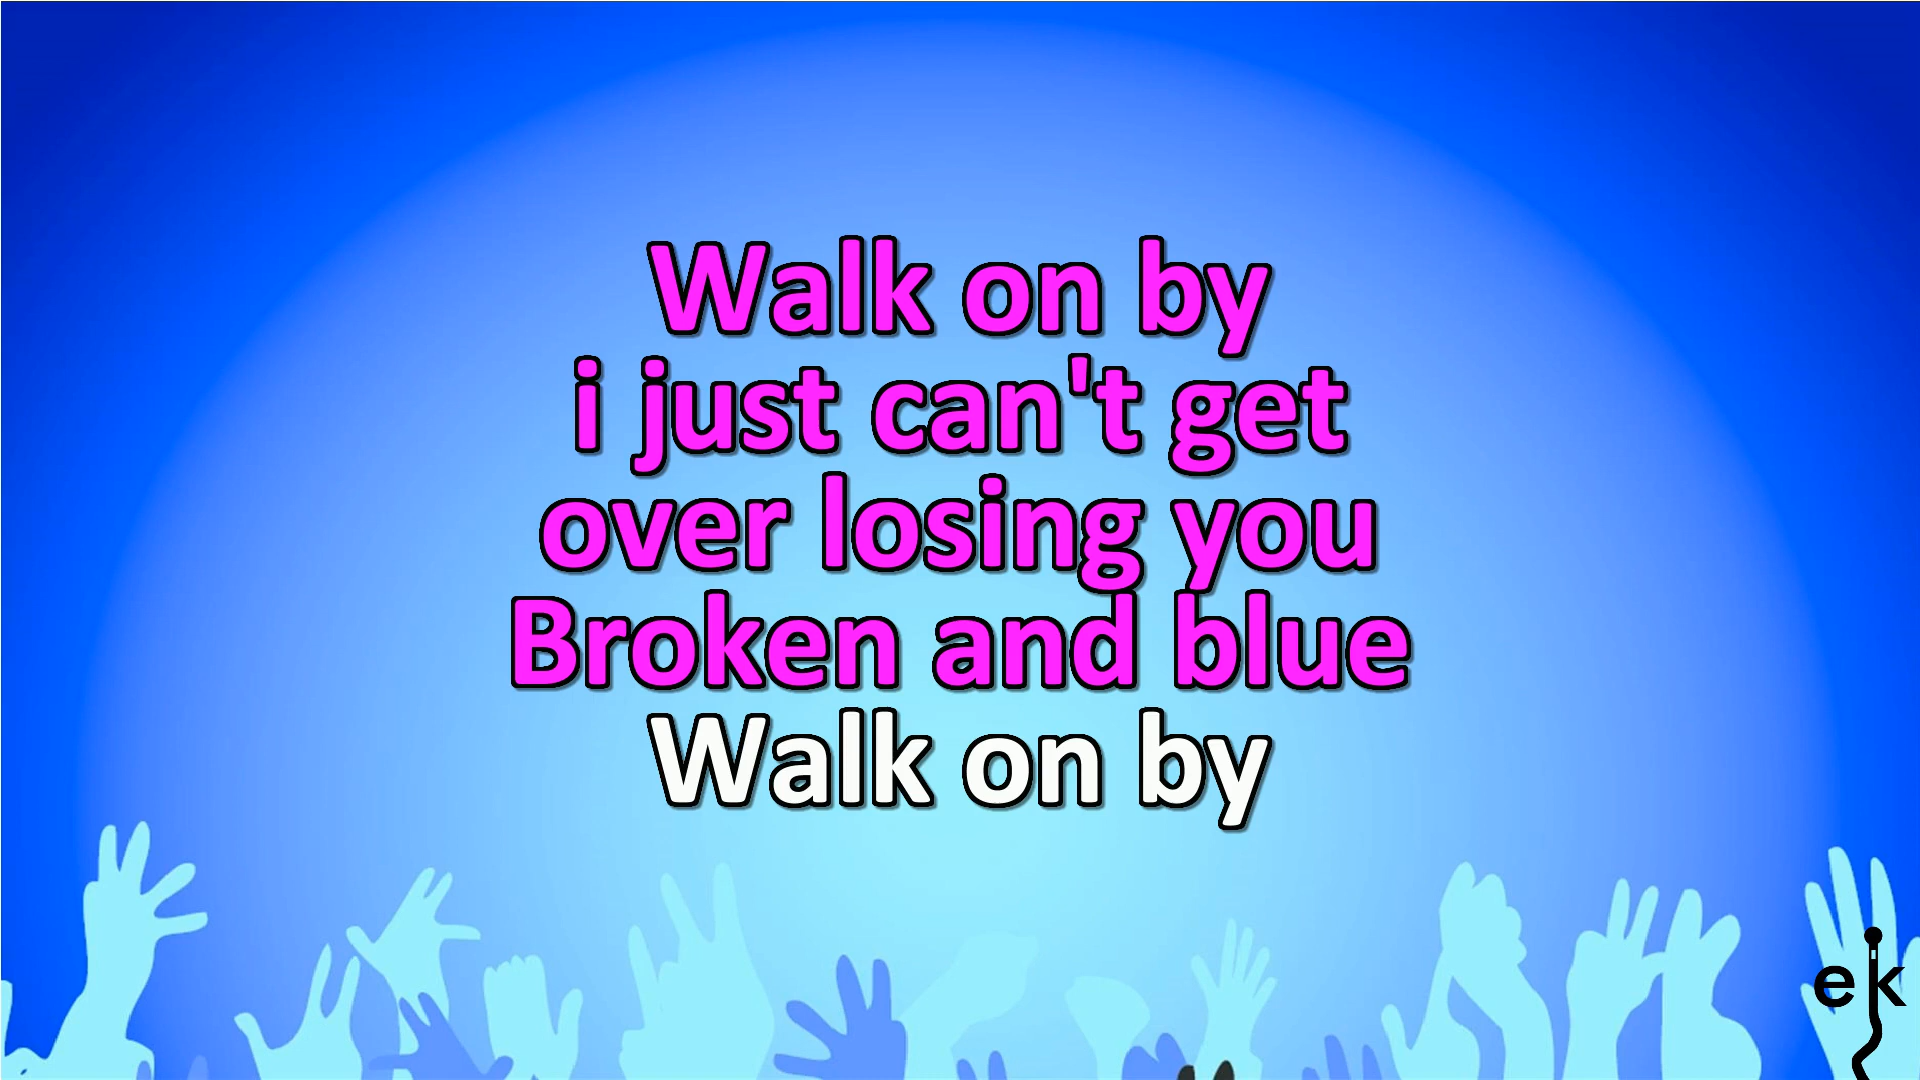 Walk on by
i just can't get
over losing you
Broken and blue
Walk on by
ek